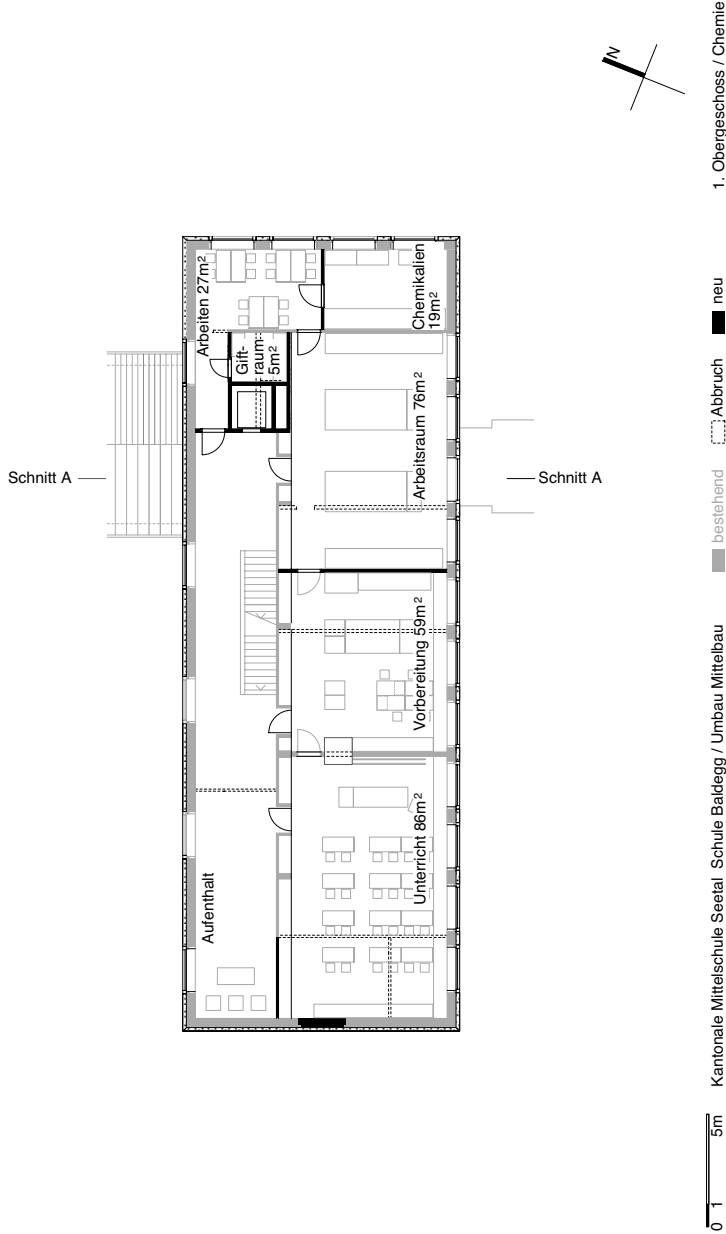 Schnitt A
Schnitt A
Arbeiten 27m²
Gift-
raum
5m²
Chemikalien
19m²
Arbeitsraum 76m²
Vorbereitung 59m²
Unterricht 86m²
Aufenthalt
N
0 1 5m
Kantonale Mittelschule Seetal Schule Baldegg / Umbau Mittelbau
bestehend
Abbruch
neu
1. Obergeschoss / Chemie